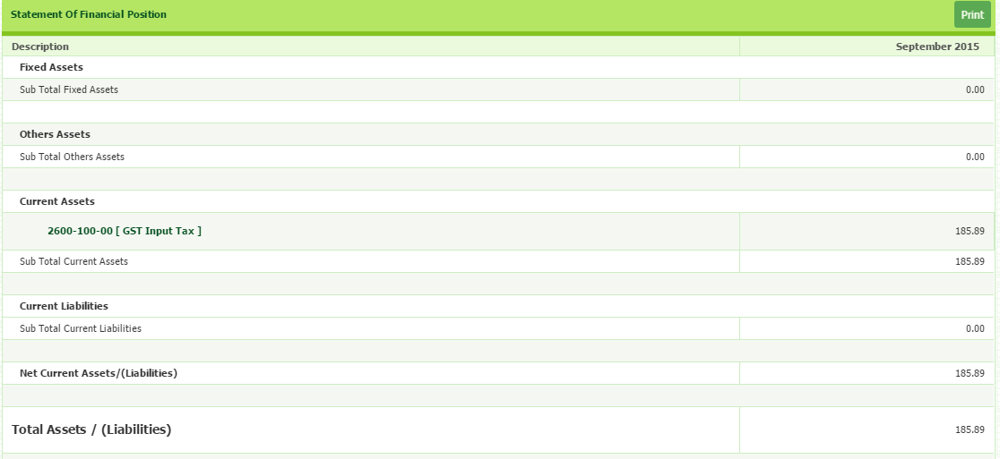 Statement Of Financial Position Print
Description September 2015
Fixed Assets
Sub Total Fixed Assets 0.00
Others Assets
Sub Total Others Assets 0.00
Current Assets
2600-100-00 [ GST Input Tax ] 185.89
Sub Total Current Assets 185.89
Current Liabilities
Sub Total Current Liabilities 0.00
Net Current Assets/(Liabilities) 185.89
Total Assets / (Liabilities) 185.89